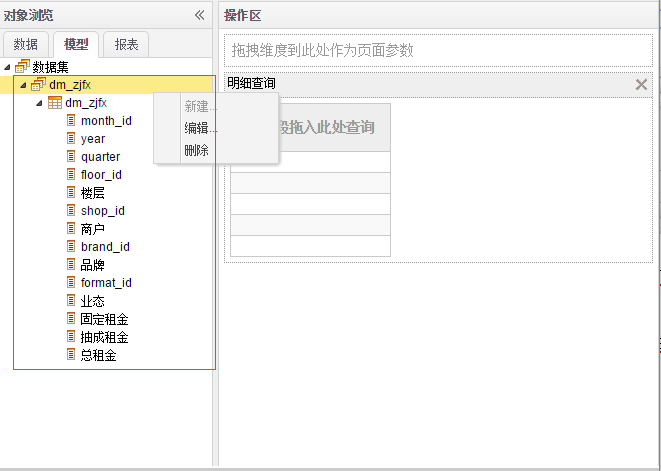 对象浏览
数据 模型 报表
数据集
dm_zjfx
dm_zjfx
month_id
year
quarter
floor_id
楼层
shop_id
商户
brand_id
品牌
format_id
业态
固定租金
抽成租金
总租金
新建...
编辑...
删除
操作区
拖拽维度到此处作为页面参数
明细查询
拖入此处查询